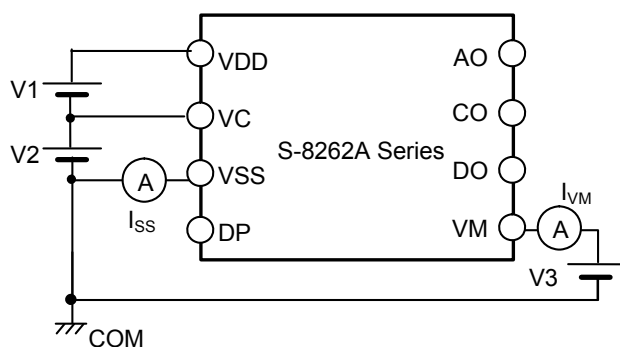 VDD
AO
V1
VC
CO
S-8262A Series
V2
DO
A
VSS
ISS
IVM
DP
VM
A
V3
COM